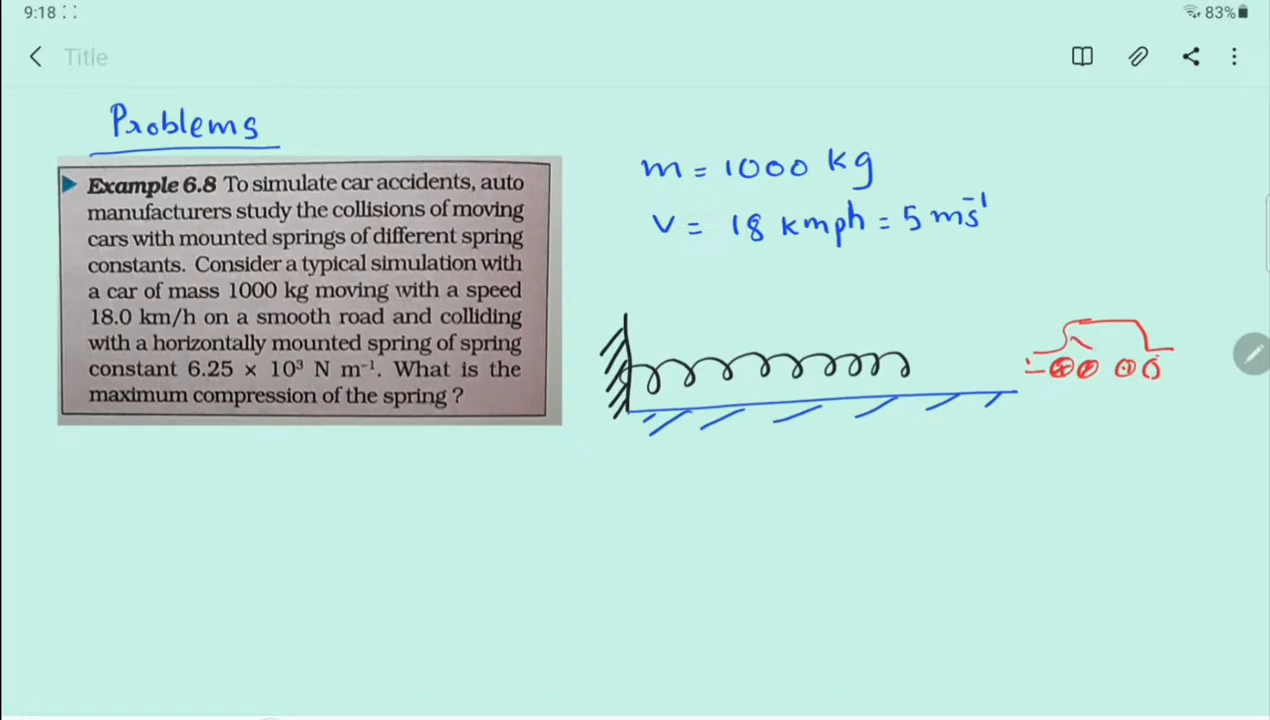 9:18
83%
Title
Problems
Example 6.8 To simulate car accidents, auto
manufacturers study the collisions of moving
cars with mounted springs of different spring
constants. Consider a typical simulation with
a car of mass 1000 kg moving with a speed
18.0 km/h on a smooth road and colliding
with a horizontally mounted spring of spring
constant 6.25 × 10³ N m⁻¹. What is the
maximum compression of the spring ?
m = 1000 kg
v = 18 kmph = 5 ms⁻¹